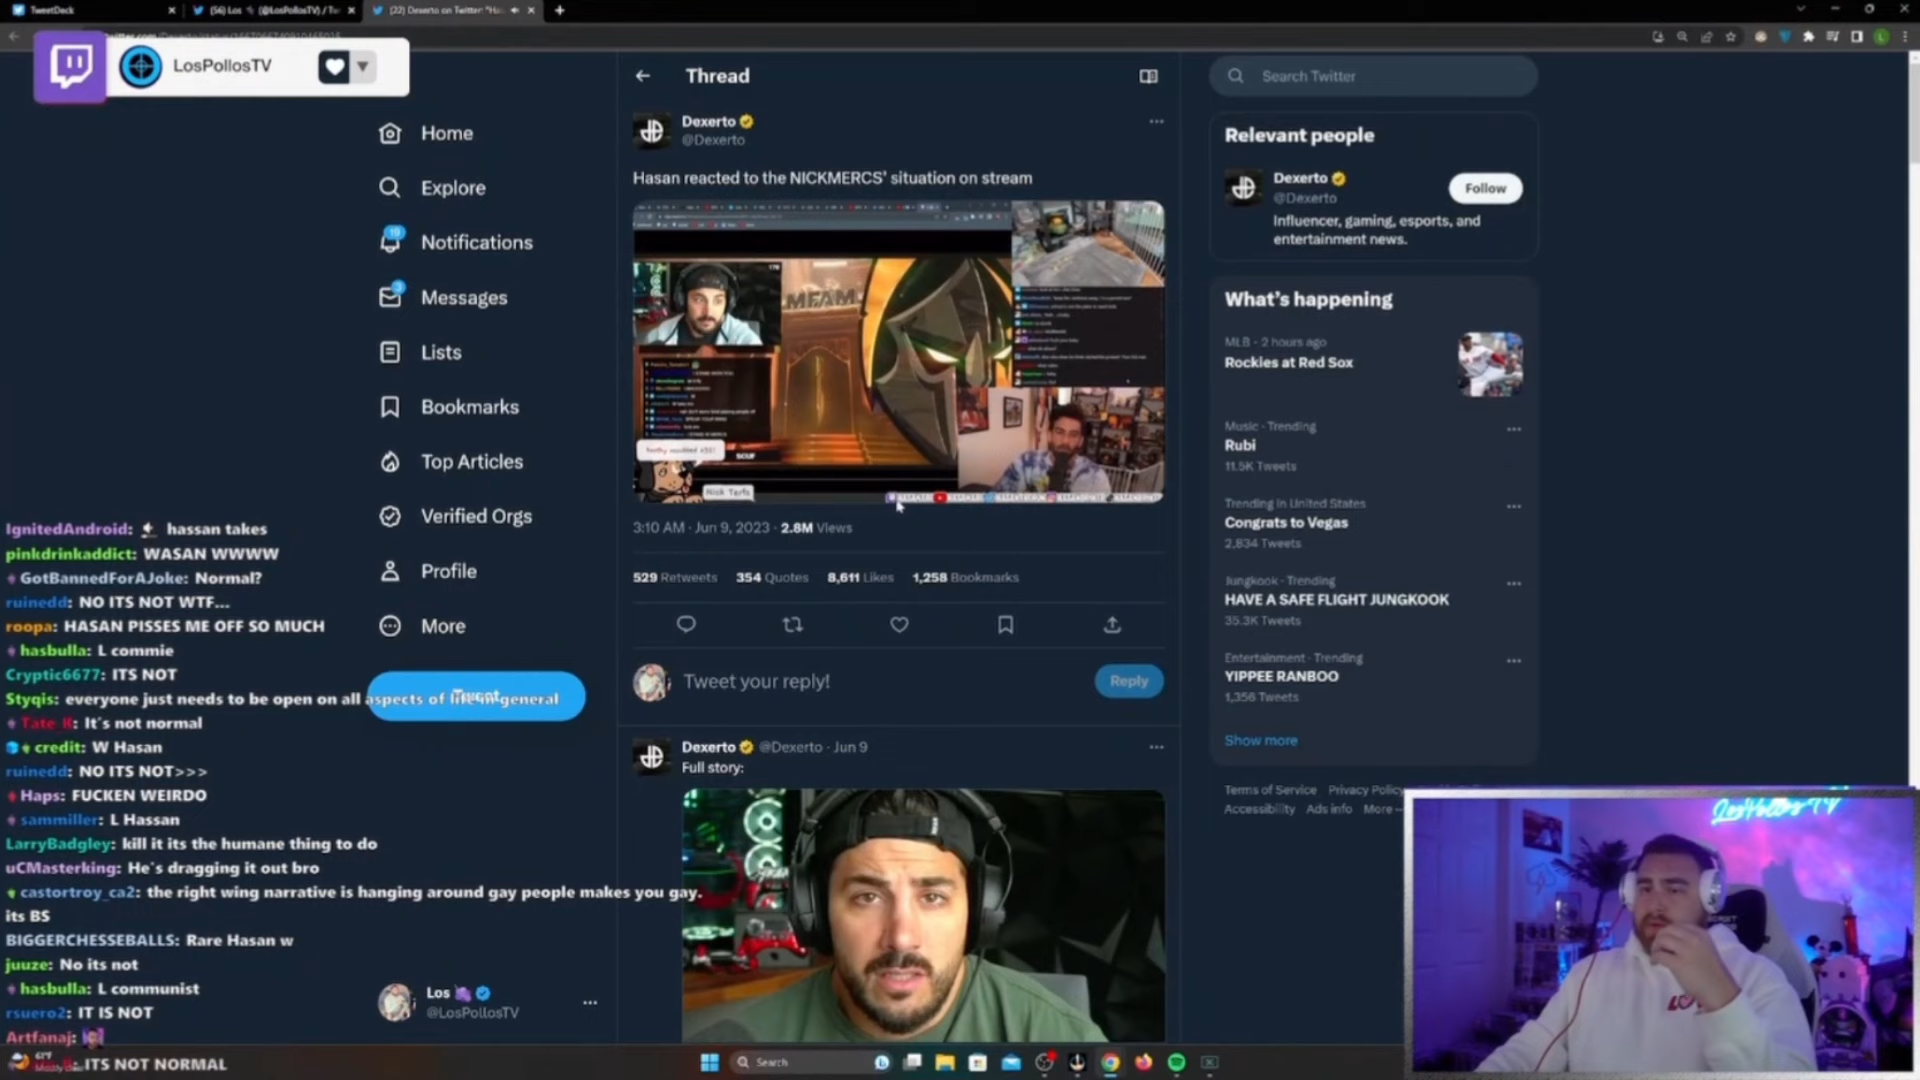 TweetDeck
(56) Los (@LosPollosTV) / Tw
(22) Dexerto on Twitter: "Ha
LosPollosTV
Home
Explore
19
Notifications
3
Messages
Lists
Bookmarks
Top Articles
Verified Orgs
Profile
More
Tweet
Los
@LosPollosTV
Thread
Dexerto
@Dexerto
Hasan reacted to the NICKMERCS' situation on stream
MFAM
SCUF
Nick Terfs
3:10 AM · Jun 9, 2023 · 2.8M Views
529 Retweets 354 Quotes 8,611 Likes 1,258 Bookmarks
Tweet your reply!
Reply
Dexerto @Dexerto · Jun 9
Full story:
Search Twitter
Relevant people
Dexerto
@Dexerto
Follow
Influencer, gaming, esports, and
entertainment news.
What's happening
MLB · 2 hours ago
Rockies at Red Sox
Music · Trending
Rubi
11.5K Tweets
Trending in United States
Congrats to Vegas
2,834 Tweets
Jungkook · Trending
HAVE A SAFE FLIGHT JUNGKOOK
35.3K Tweets
Entertainment · Trending
YIPPEE RANBOO
1,356 Tweets
Show more
Terms of Service Privacy Policy
Accessibility Ads info More
LosPollosTV
IgnitedAndroid: hassan takes
pinkdrinkaddict: WASAN WWWW
GotBannedForAJoke: Normal?
ruinedd: NO ITS NOT WTF...
roopa: HASAN PISSES ME OFF SO MUCH
hasbulla: L commie
Cryptic6677: ITS NOT
Styqis: everyone just needs to be open on all aspects of life in general
Tate_K: It's not normal
credit: W Hasan
ruinedd: NO ITS NOT>>>
Haps: FUCKEN WEIRDO
sammiller: L Hassan
LarryBadgley: kill it its the humane thing to do
uCMasterking: He's dragging it out bro
castortroy_ca2: the right wing narrative is hanging around gay people makes you gay.
its BS
BIGGERCHESSEBALLS: Rare Hasan w
juuze: No its not
hasbulla: L communist
rsuero2: IT IS NOT
Artfanaj:
ITS NOT NORMAL
Search